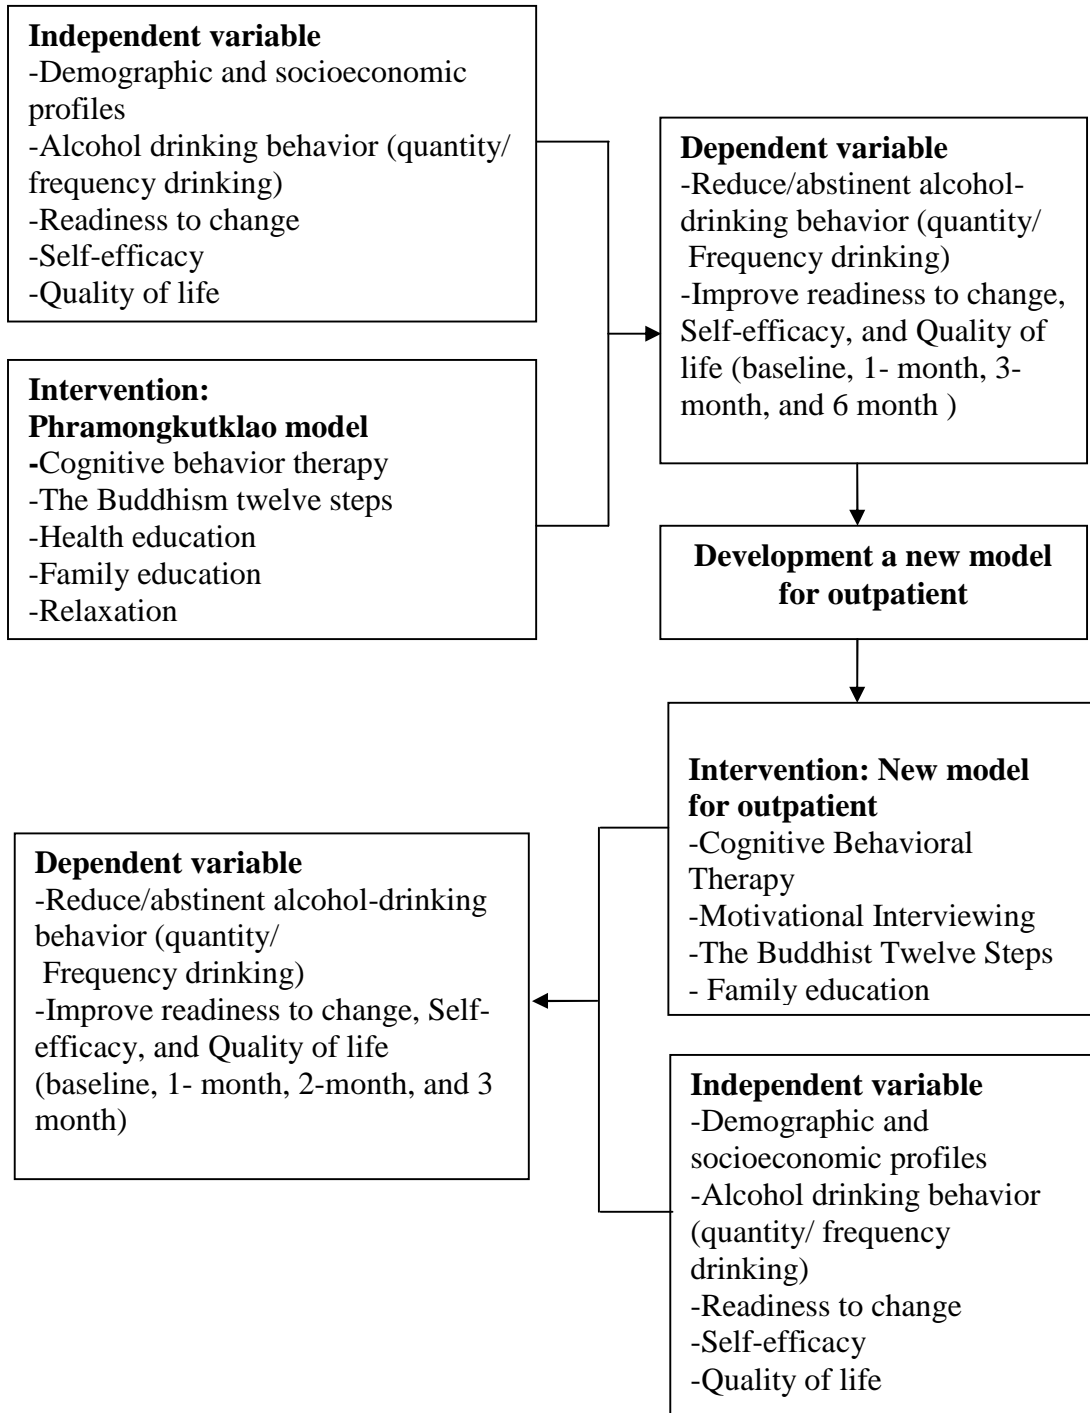 Independent variable
-Demographic and socioeconomic
profiles
-Alcohol drinking behavior (quantity/
frequency drinking)
-Readiness to change
-Self-efficacy
-Quality of life
Intervention:
Phramongkutklao model
-Cognitive behavior therapy
-The Buddhism twelve steps
-Health education
-Family education
-Relaxation
Dependent variable
-Reduce/abstinent alcohol-
drinking behavior (quantity/
Frequency drinking)
-Improve readiness to change,
Self-efficacy, and Quality of
life (baseline, 1- month, 3-
month, and 6 month )
Development a new model
for outpatient
Intervention: New model
for outpatient
-Cognitive Behavioral
Therapy
-Motivational Interviewing
-The Buddhist Twelve Steps
- Family education
Dependent variable
-Reduce/abstinent alcohol-drinking
behavior (quantity/
Frequency drinking)
-Improve readiness to change, Self-
efficacy, and Quality of life
(baseline, 1- month, 2-month, and 3
month)
Independent variable
-Demographic and
socioeconomic profiles
-Alcohol drinking behavior
(quantity/ frequency
drinking)
-Readiness to change
-Self-efficacy
-Quality of life